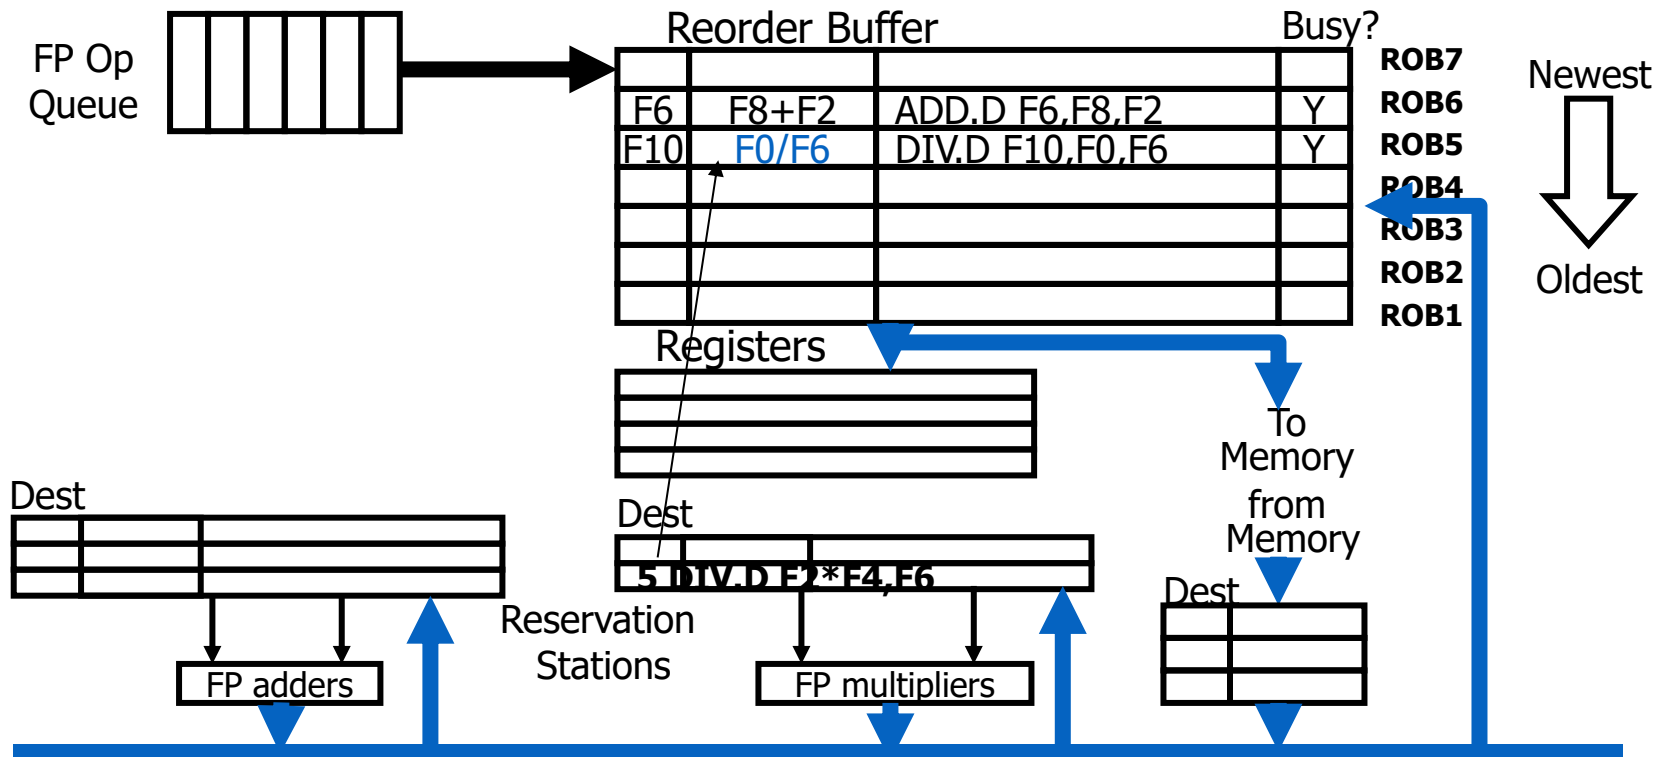 FP Op
Queue
Reorder Buffer
Busy?
ROB7
F6 F8+F2 ADD.D F6,F8,F2 Y ROB6
F10 F0/F6 DIV.D F10,F0,F6 Y ROB5
ROB4
ROB3
ROB2
ROB1
Newest
Oldest
Registers
To
Memory
from
Memory
Dest
Dest
5 DIV.D F2*F4,F6
Dest
Reservation
Stations
FP adders
FP multipliers